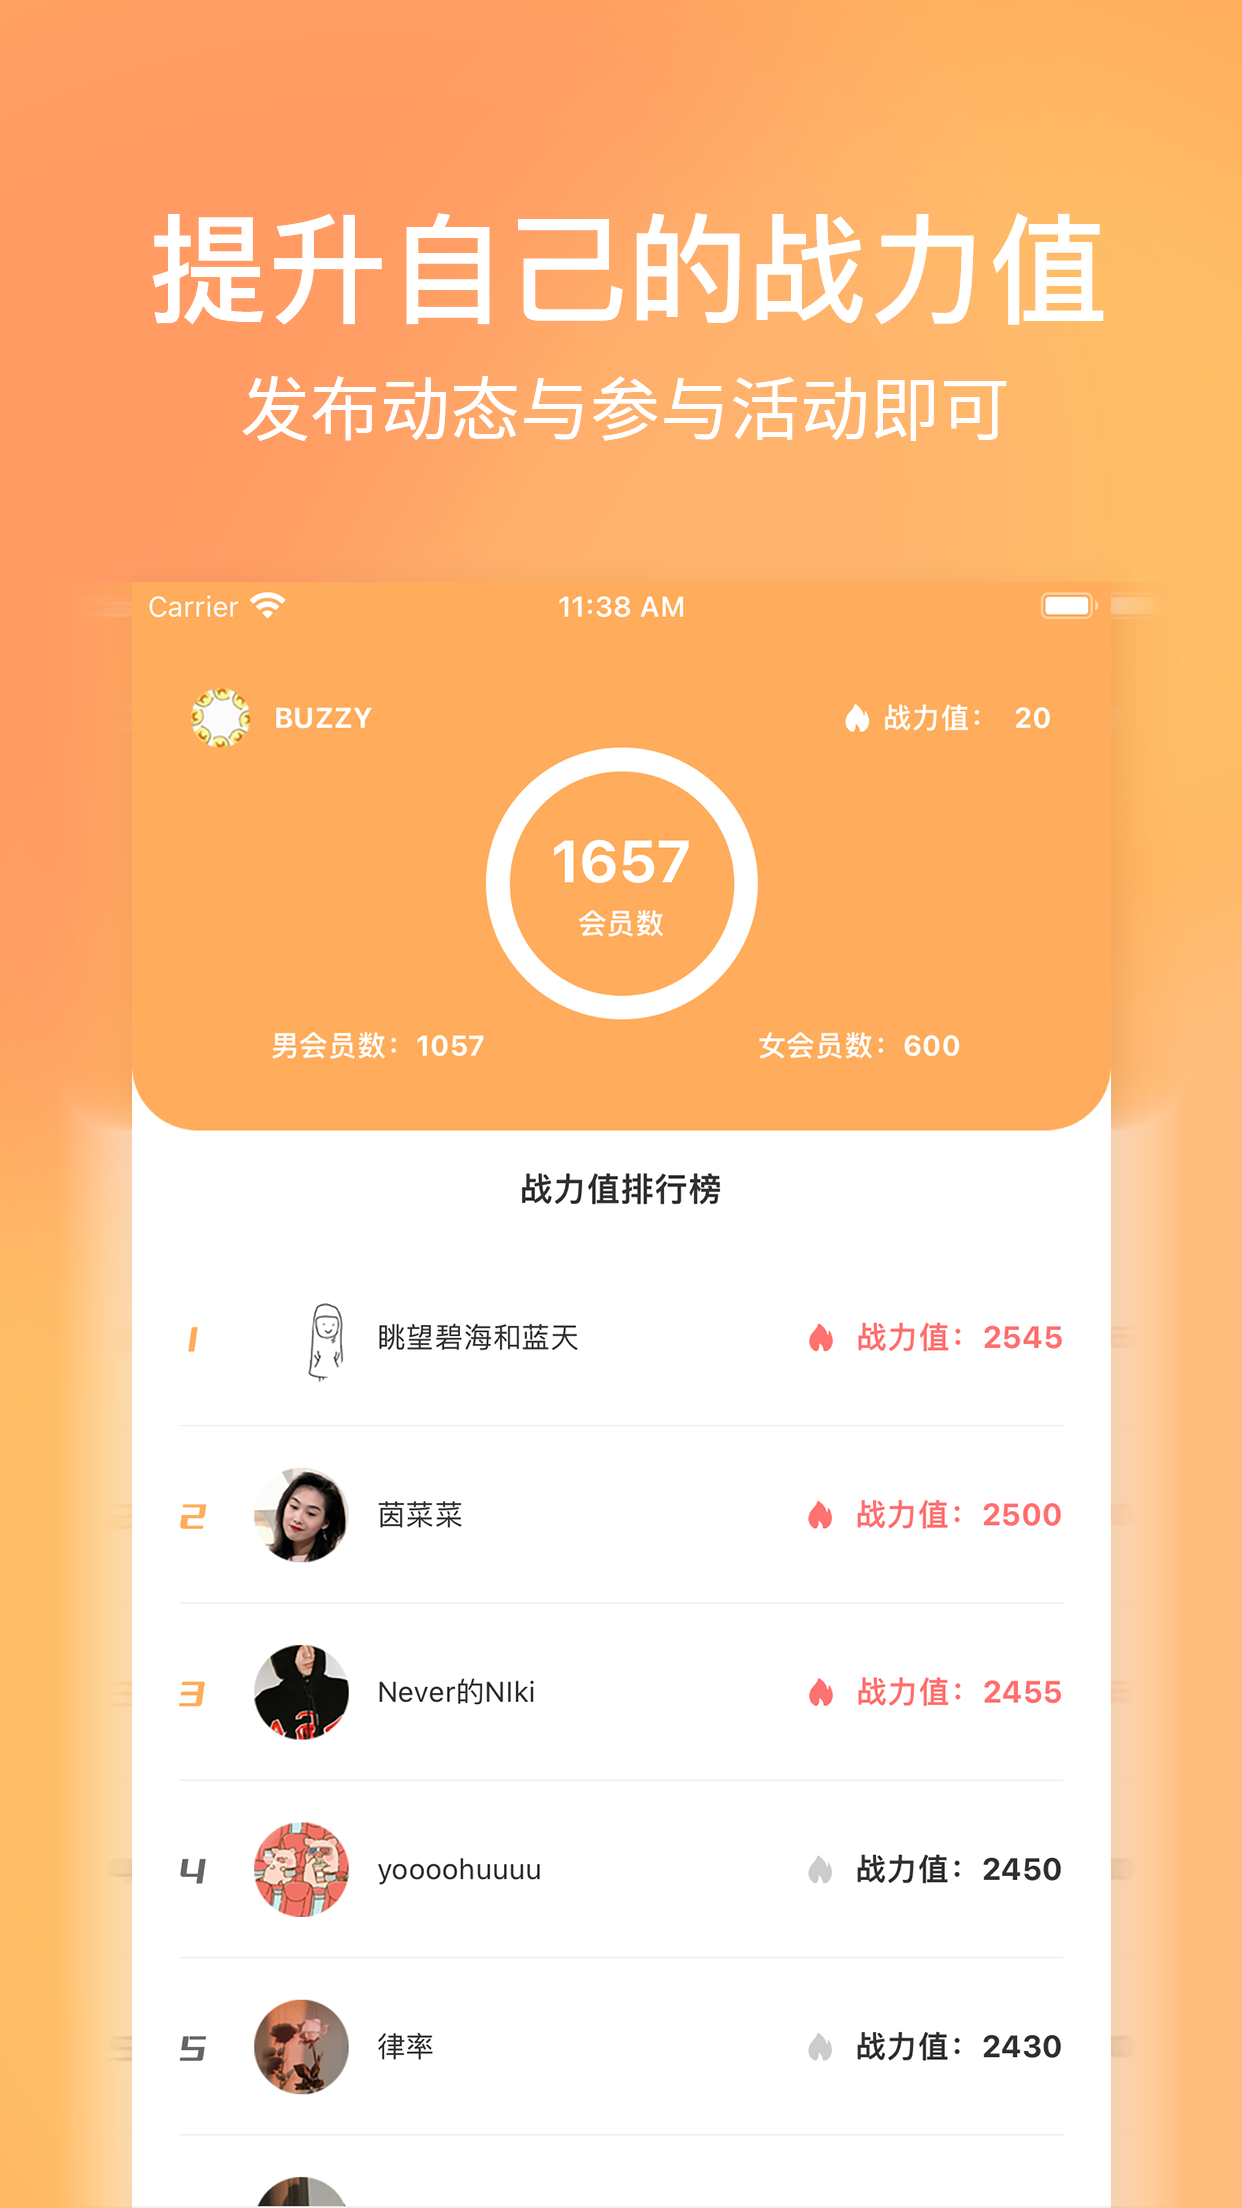 提升自己的战力值
发布动态与参与活动即可
Carrier 11:38 AM
BUZZY 战力值： 20
1657
会员数
男会员数：1057 女会员数：600
战力值排行榜
1 眺望碧海和蓝天 战力值：2545
2 茵菜菜 战力值：2500
3 Never的NIki 战力值：2455
4 yoooohuuuu 战力值：2450
5 律率 战力值：2430